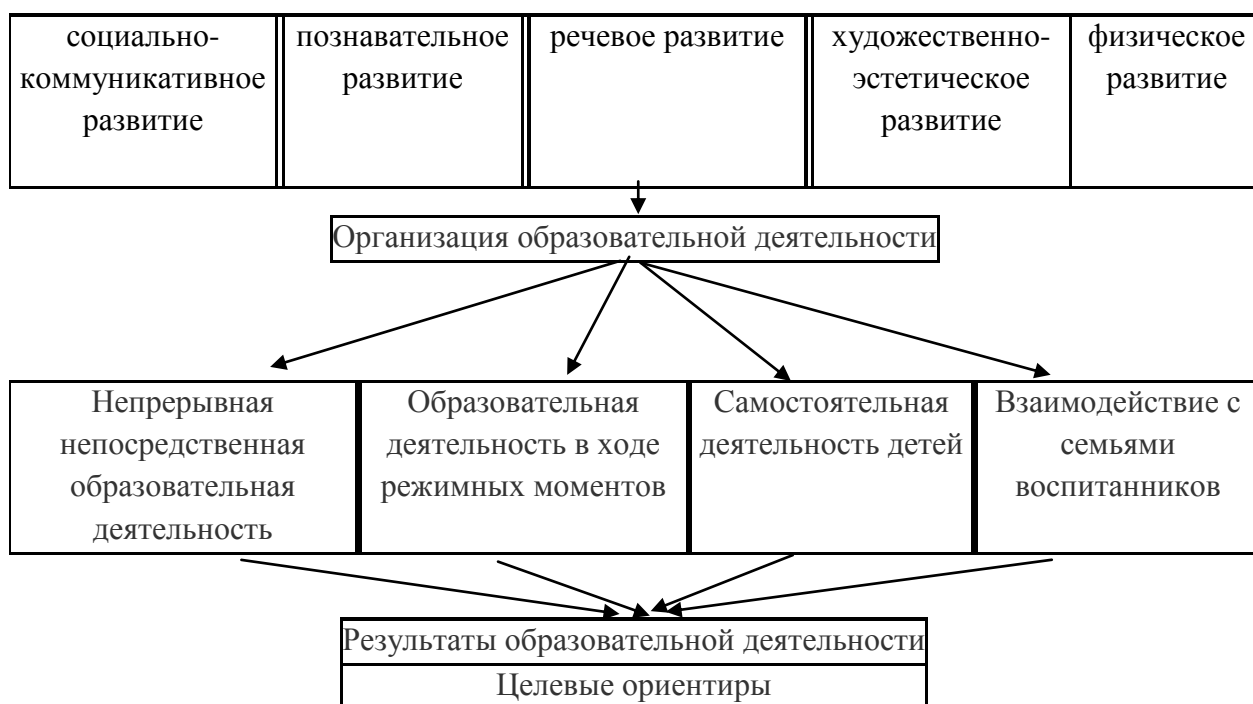 социально-
коммуникативное
развитие
познавательное
развитие
речевое развитие
художественно-
эстетическое
развитие
физическое
развитие
Организация образовательной деятельности
Непрерывная
непосредственная
образовательная
деятельность
Образовательная
деятельность в ходе
режимных моментов
Самостоятельная
деятельность детей
Взаимодействие с
семьями
воспитанников
Результаты образовательной деятельности
Целевые ориентиры